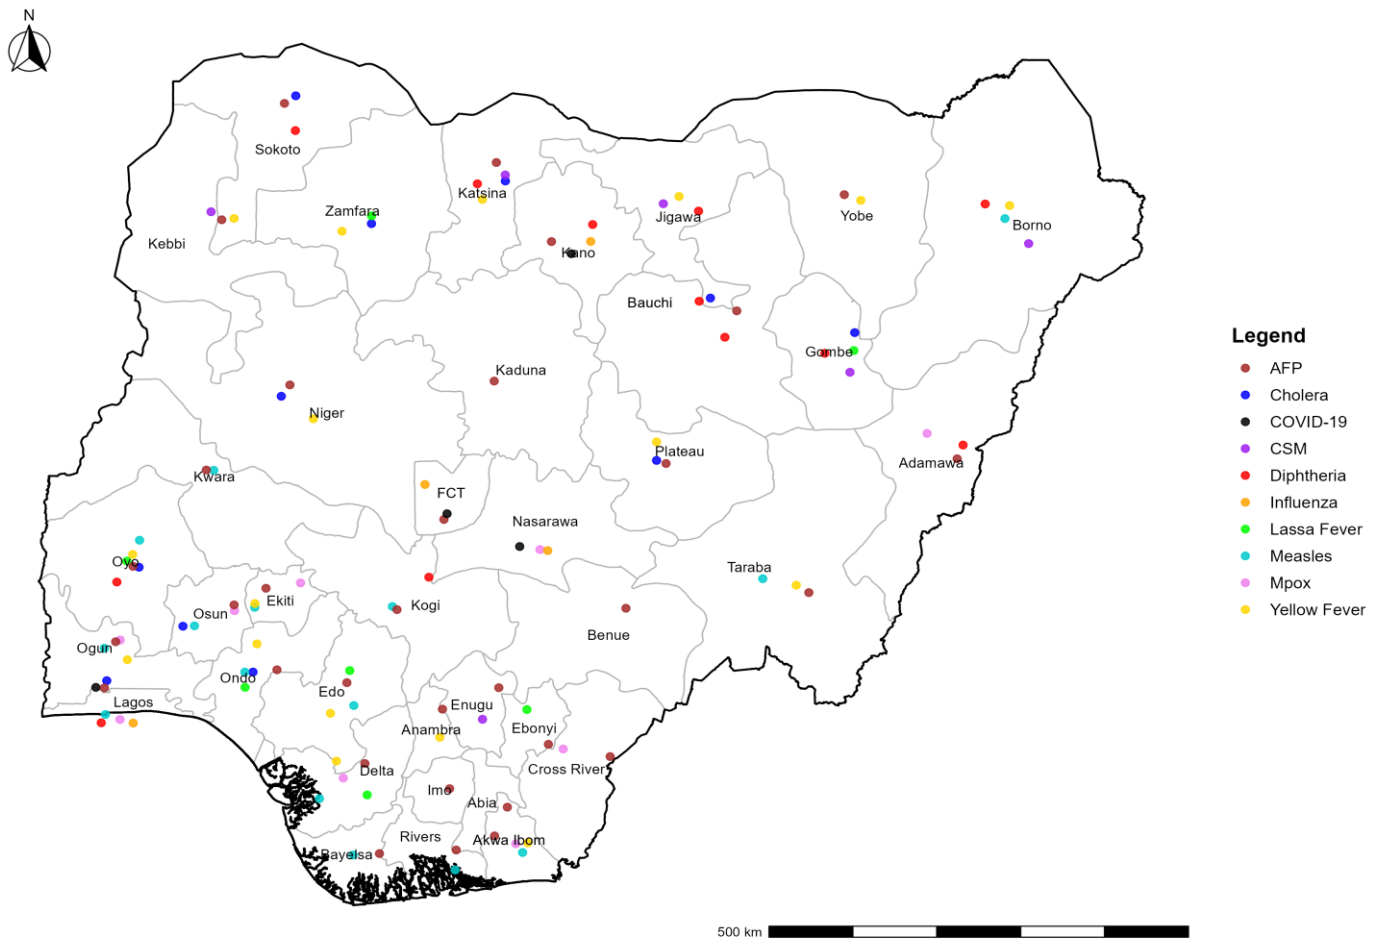 N
Sokoto
Katsina
Zamfara
Jigawa
Yobe
Borno
Kebbi
Kano
Bauchi
Gombe
Kaduna
Niger
Plateau
Adamawa
Kwara
FCT
Nasarawa
Oyo
Taraba
Osun
Ekiti
Kogi
Benue
Ogun
Ondo
Edo
Lagos
Enugu
Anambra
Ebonyi
Delta
Cross River
Imo
Abia
Rivers
Akwa Ibom
Bayelsa
Legend
AFP
Cholera
COVID-19
CSM
Diphtheria
Influenza
Lassa Fever
Measles
Mpox
Yellow Fever
500 km